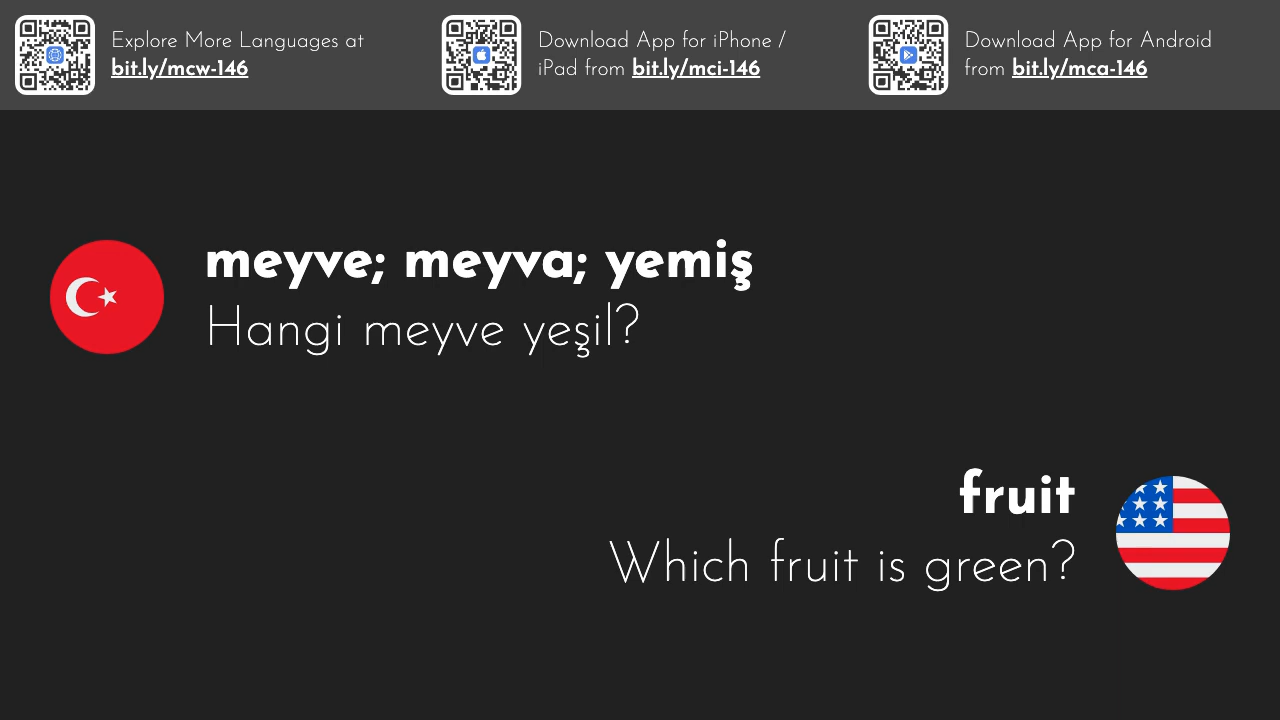 Explore More Languages at
bit.ly/mcw-146
Download App for iPhone /
iPad from bit.ly/mci-146
Download App for Android
from bit.ly/mca-146
meyve; meyva; yemiş
Hangi meyve yeşil?
fruit
Which fruit is green?